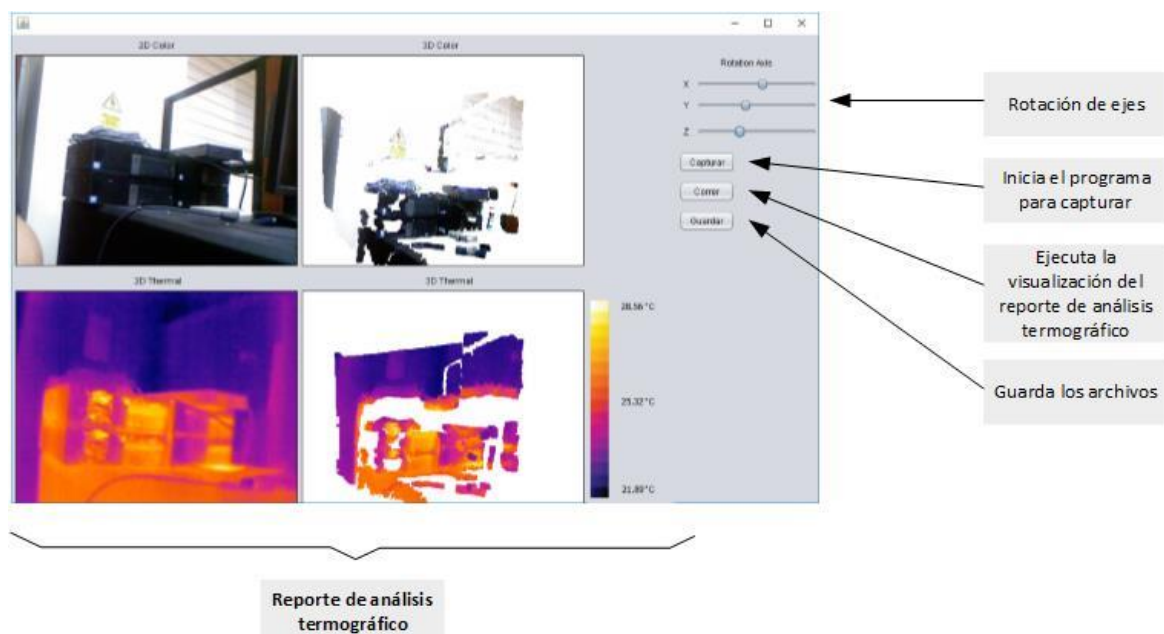 2D Color
3D Color
Rotation Axis
X
Y
Z
Capturar
Correr
Guardar
3D Thermal
3D Thermal
28.56°C
25.32°C
21.89°C
Rotación de ejes
Inicia el programa
para capturar
Ejecuta la
visualización del
reporte de análisis
termográfico
Guarda los archivos
Reporte de análisis
termográfico